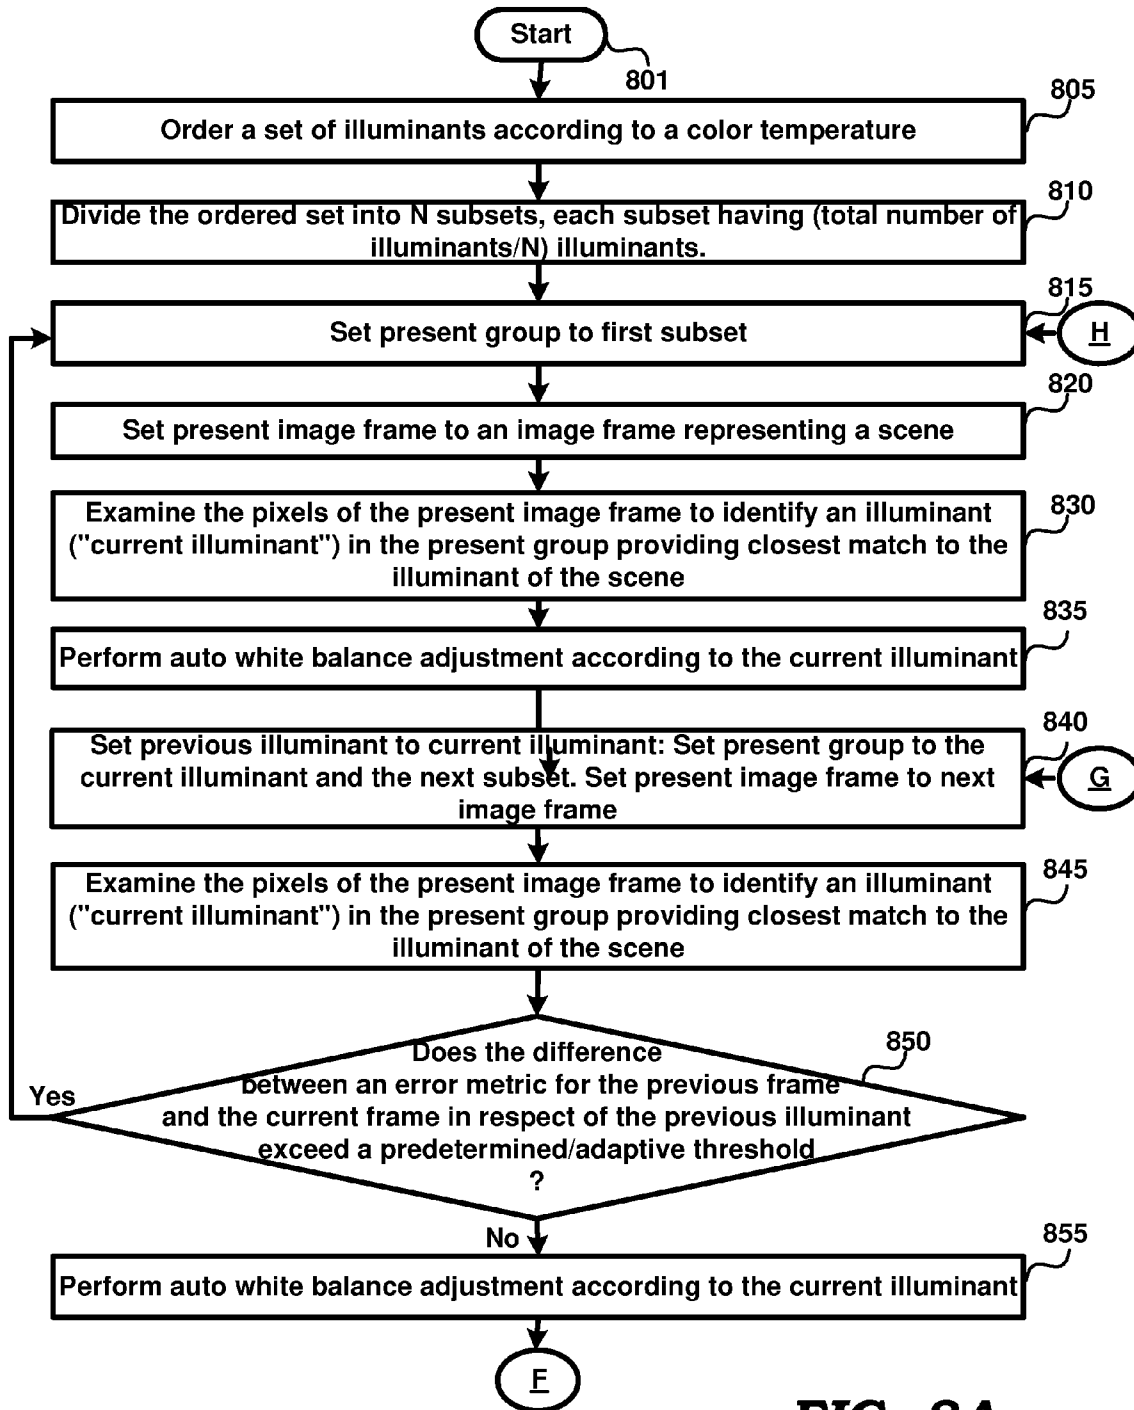 Start
801
805
Order a set of illuminants according to a color temperature
810
Divide the ordered set into N subsets, each subset having (total number of
illuminants/N) illuminants.
815
Set present group to first subset
H
820
Set present image frame to an image frame representing a scene
830
Examine the pixels of the present image frame to identify an illuminant
("current illuminant") in the present group providing closest match to the
illuminant of the scene
835
Perform auto white balance adjustment according to the current illuminant
840
Set previous illuminant to current illuminant: Set present group to the
current illuminant and the next subset. Set present image frame to next
image frame
G
845
Examine the pixels of the present image frame to identify an illuminant
("current illuminant") in the present group providing closest match to the
illuminant of the scene
850
Does the difference
between an error metric for the previous frame
and the current frame in respect of the previous illuminant
exceed a predetermined/adaptive threshold
?
Yes
No
855
Perform auto white balance adjustment according to the current illuminant
F
FIG. 8A